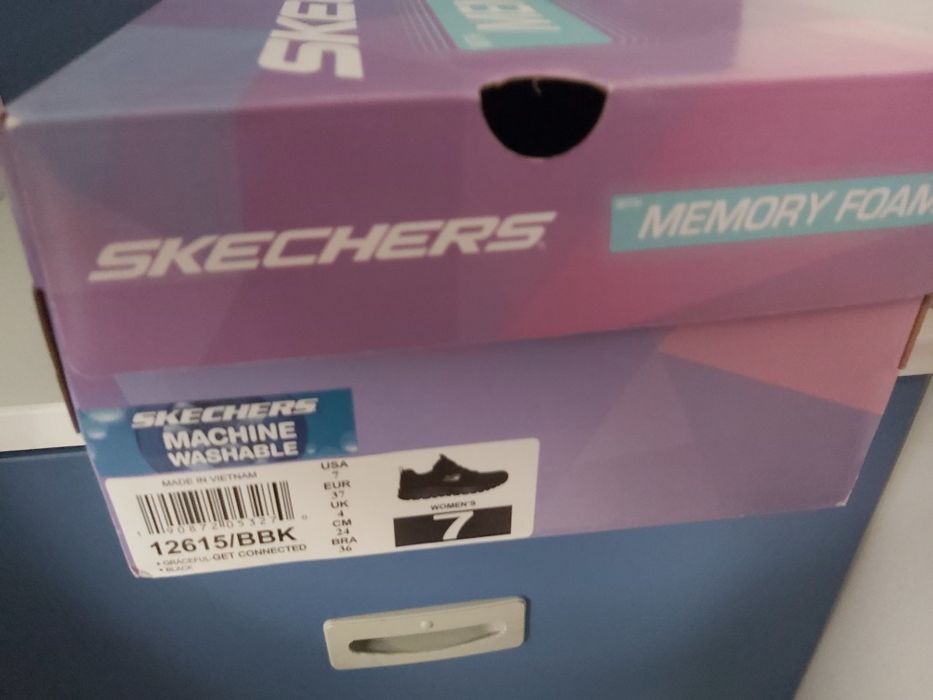 SKECHERS
WITH
MEMORY FOAM
SKECHERS
MACHINE
WASHABLE
MADE IN VIETNAM
12615/BBK
• GRACEFUL-GET CONNECTED
• BLACK
USA
7
EUR
37
UK
4
CM
24
BRA
36
WOMEN'S
7